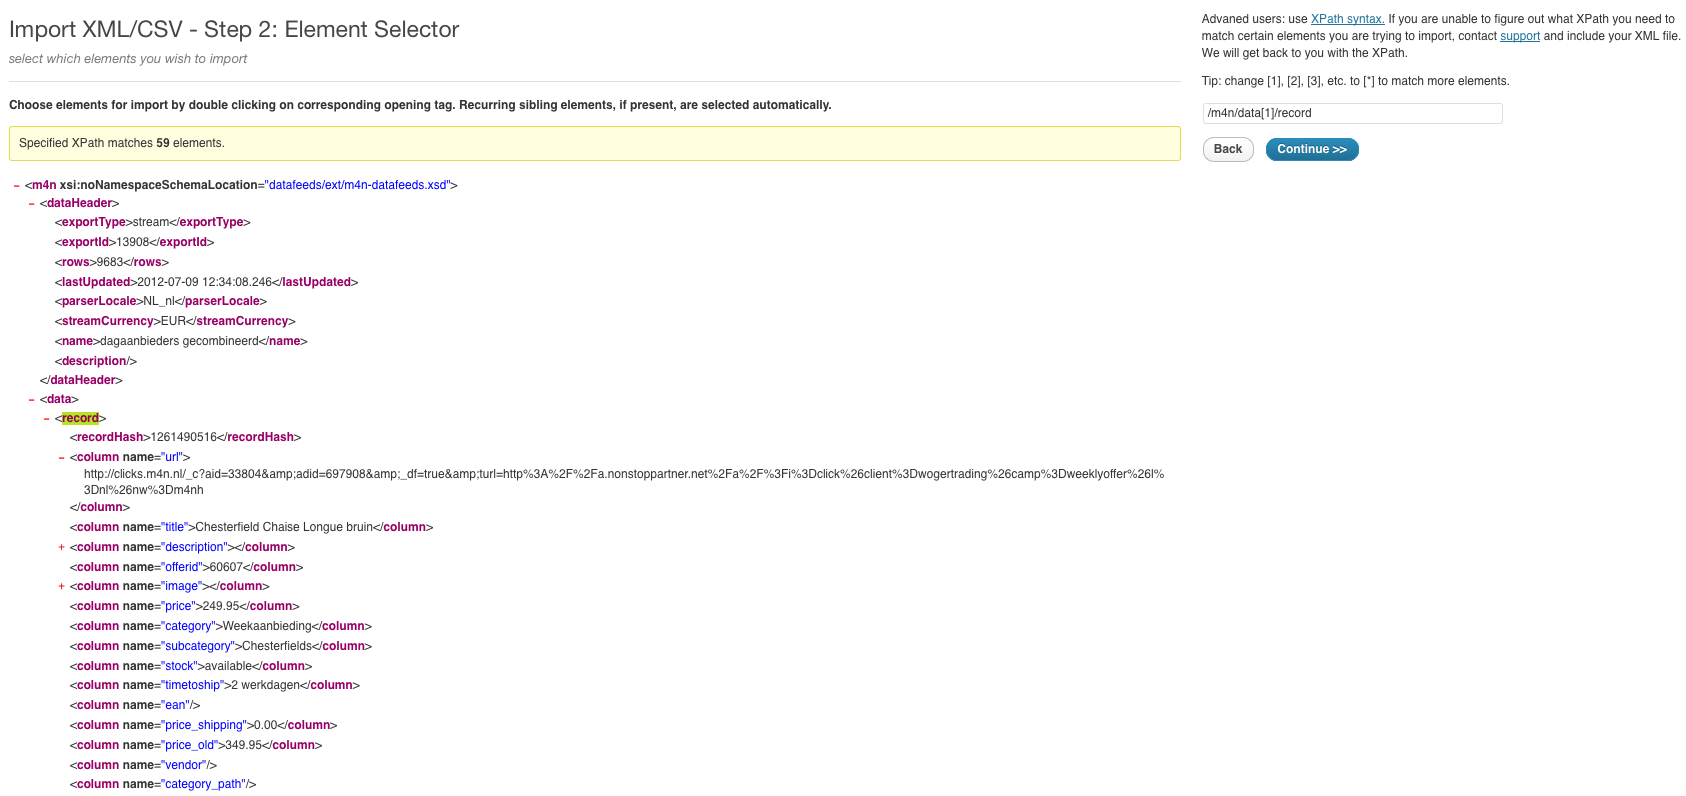 Import XML/CSV - Step 2: Element Selector
select which elements you wish to import
Choose elements for import by double clicking on corresponding opening tag. Recurring sibling elements, if present, are selected automatically.
Specified XPath matches 59 elements.
- <m4n xsi:noNamespaceSchemaLocation="datafeeds/ext/m4n-datafeeds.xsd">
- <dataHeader>
<exportType>stream</exportType>
<exportId>13908</exportId>
<rows>9683</rows>
<lastUpdated>2012-07-09 12:34:08.246</lastUpdated>
<parserLocale>NL_nl</parserLocale>
<streamCurrency>EUR</streamCurrency>
<name>dagaanbieders gecombineerd</name>
<description/>
</dataHeader>
- <data>
- <record>
<recordHash>1261490516</recordHash>
- <column name="url">
http://clicks.m4n.nl/_c?aid=33804&amp;adid=697908&amp;_df=true&amp;turl=http%3A%2F%2Fa.nonstoppartner.net%2Fa%2F%3Fi%3Dclick%26client%3Dwogertrading%26camp%3Dweeklyoffer%26l%
3Dnl%26nw%3Dm4nh
</column>
<column name="title">Chesterfield Chaise Longue bruin</column>
+ <column name="description"></column>
<column name="offerid">60607</column>
+ <column name="image"></column>
<column name="price">249.95</column>
<column name="category">Weekaanbieding</column>
<column name="subcategory">Chesterfields</column>
<column name="stock">available</column>
<column name="timetoship">2 werkdagen</column>
<column name="ean"/>
<column name="price_shipping">0.00</column>
<column name="price_old">349.95</column>
<column name="vendor"/>
<column name="category_path"/>
Advaned users: use XPath syntax. If you are unable to figure out what XPath you need to
match certain elements you are trying to import, contact support and include your XML file.
We will get back to you with the XPath.
Tip: change [1], [2], [3], etc. to [*] to match more elements.
/m4n/data[1]/record
Back
Continue >>